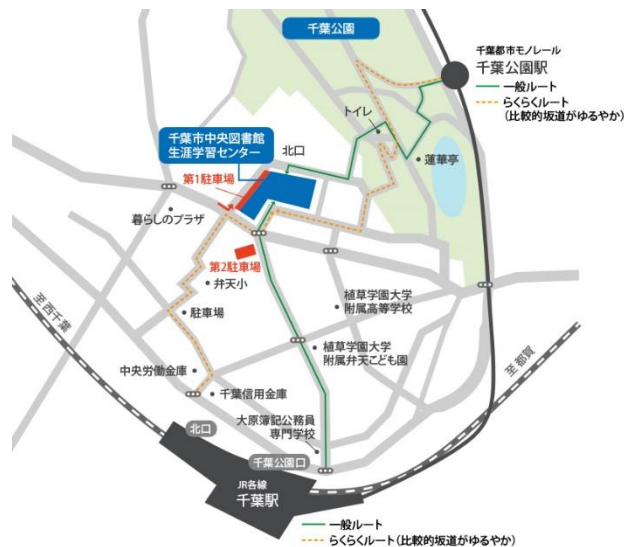 千葉公園
千葉都市モノレール
千葉公園駅
一般ルート
らくらくルート
(比較的坂道がゆるやか)
トイレ
千葉市中央図書館
生涯学習センター
北口
蓮華亭
第1駐車場
暮らしのプラザ
第2駐車場
弁天小
至西千葉
駐車場
植草学園大学
附属高等学校
植草学園大学
附属弁天こども園
至都賀
中央労働金庫
千葉信用金庫
大原簿記公務員
専門学校
北口
千葉公園口
JR各線
千葉駅
一般ルート
らくらくルート(比較的坂道がゆるやか)